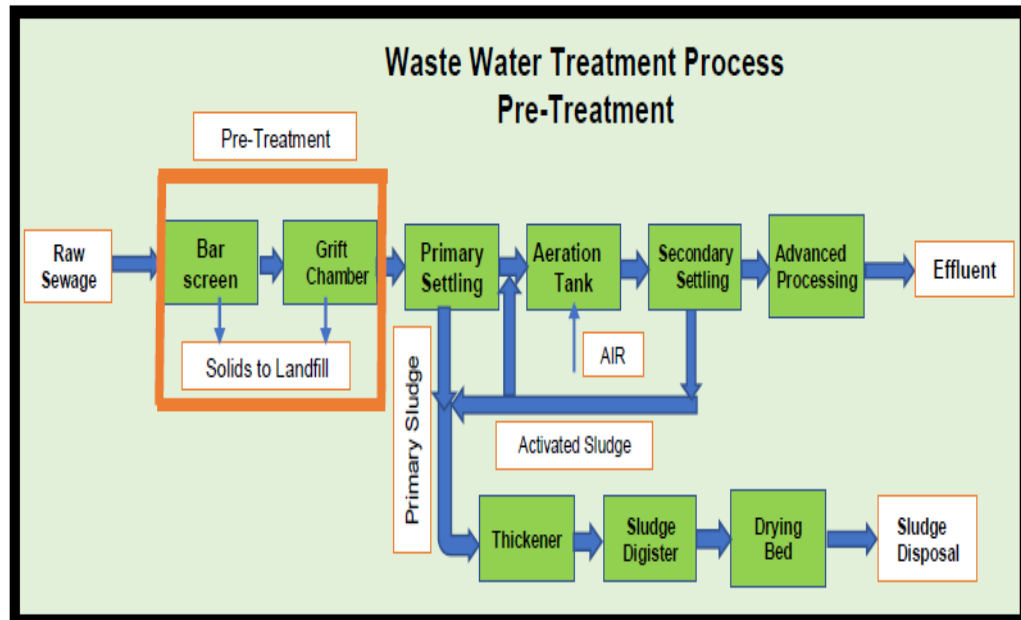 Waste Water Treatment Process
Pre-Treatment
Pre-Treatment
Raw
Sewage
Bar
screen
Grift
Chamber
Primary
Settling
Aeration
Tank
Secondary
Settling
Advanced
Processing
Effluent
Solids to Landfill
AIR
Primary Sludge
Activated Sludge
Thickener
Sludge
Digister
Drying
Bed
Sludge
Disposal